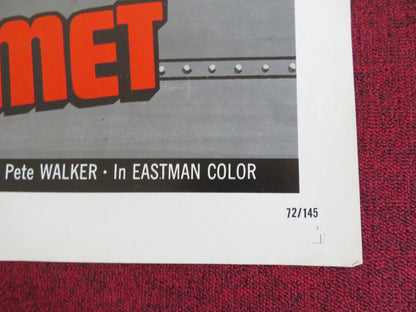 MET
Pete WALKER · In EASTMAN COLOR
72/145